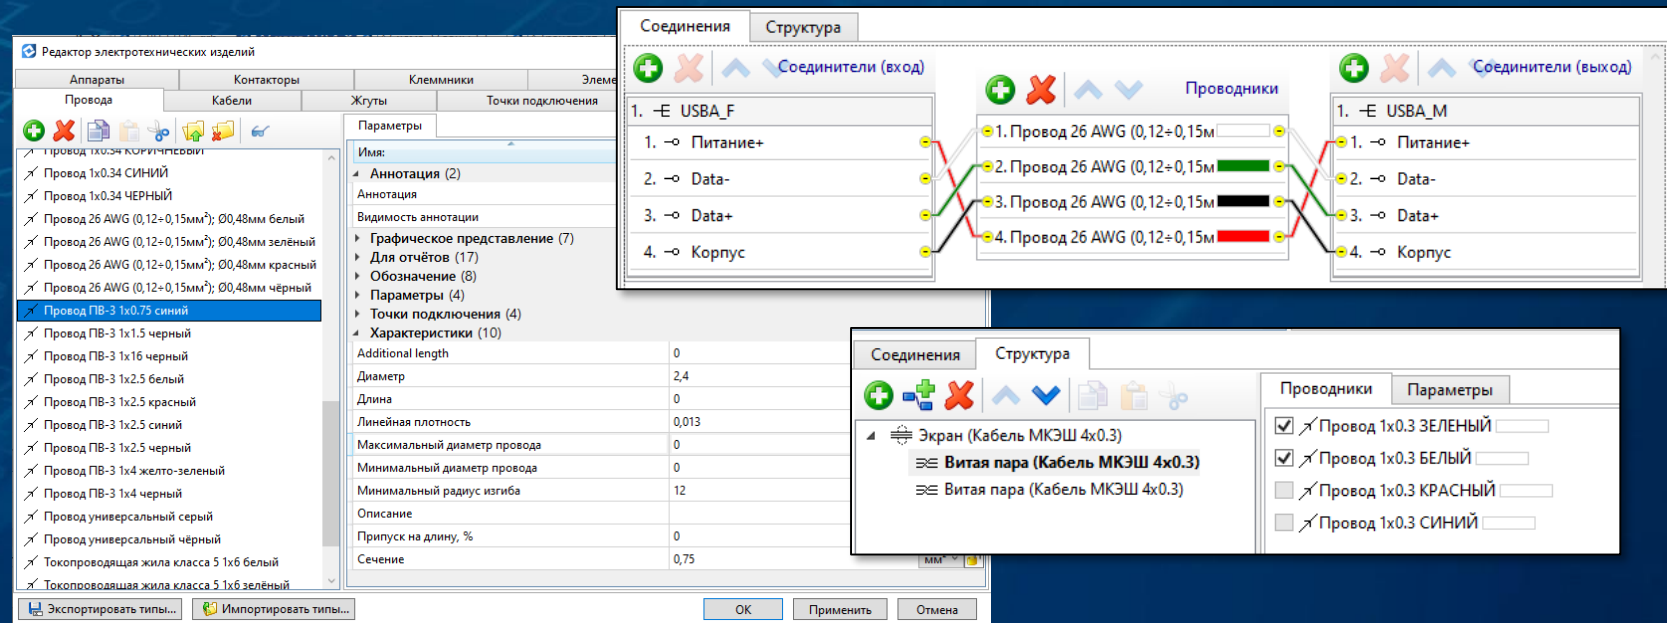 Редактор электротехнических изделий
Аппараты
Контакторы
Клеммники
Элеме
Провода
Кабели
Жгуты
Точки подключения
Провод 1x0.34 КОРИЧНЕВЫЙ
Провод 1x0.34 СИНИЙ
Провод 1x0.34 ЧЕРНЫЙ
Провод 26 AWG (0,12÷0,15мм²); Ø0,48мм белый
Провод 26 AWG (0,12÷0,15мм²); Ø0,48мм зелёный
Провод 26 AWG (0,12÷0,15мм²); Ø0,48мм красный
Провод 26 AWG (0,12÷0,15мм²); Ø0,48мм чёрный
Провод ПВ-3 1x0.75 синий
Провод ПВ-3 1x1.5 черный
Провод ПВ-3 1x16 черный
Провод ПВ-3 1x2.5 белый
Провод ПВ-3 1x2.5 красный
Провод ПВ-3 1x2.5 синий
Провод ПВ-3 1x2.5 черный
Провод ПВ-3 1x4 желто-зеленый
Провод ПВ-3 1x4 черный
Провод универсальный серый
Провод универсальный чёрный
Токопроводящая жила класса 5 1x6 белый
Токопроводящая жила класса 5 1x6 зелёный
Параметры
Имя:
Аннотация (2)
Аннотация
Видимость аннотации
Графическое представление (7)
Для отчётов (17)
Обозначение (8)
Параметры (4)
Точки подключения (4)
Характеристики (10)
Additional length 0
Диаметр 2,4
Длина 0
Линейная плотность 0,013
Максимальный диаметр провода 0
Минимальный диаметр провода 0
Минимальный радиус изгиба 12
Описание
Припуск на длину, % 0
Сечение 0,75 мм²
Экспортировать типы...
Импортировать типы...
ОК
Применить
Отмена
Соединения
Структура
Соединители (вход)
1. USBA_F
1. Питание+
2. Data-
3. Data+
4. Корпус
Проводники
1. Провод 26 AWG (0,12÷0,15м
2. Провод 26 AWG (0,12÷0,15м
3. Провод 26 AWG (0,12÷0,15м
4. Провод 26 AWG (0,12÷0,15м
Соединители (выход)
1. USBA_M
1. Питание+
2. Data-
3. Data+
4. Корпус
Соединения
Структура
Экран (Кабель МКЭШ 4x0.3)
Витая пара (Кабель МКЭШ 4x0.3)
Витая пара (Кабель МКЭШ 4x0.3)
Проводники
Параметры
Провод 1x0.3 ЗЕЛЕНЫЙ
Провод 1x0.3 БЕЛЫЙ
Провод 1x0.3 КРАСНЫЙ
Провод 1x0.3 СИНИЙ